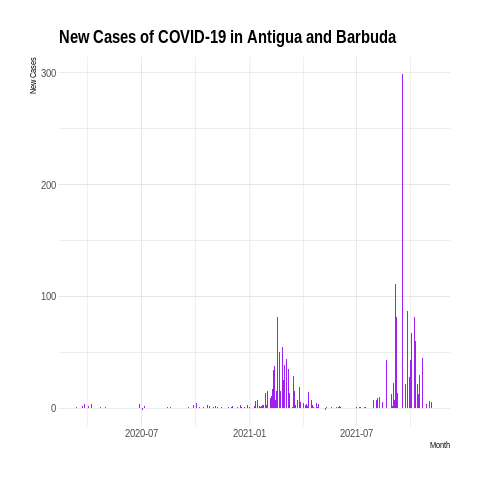 New Cases of COVID-19 in Antigua and Barbuda
New Cases
300
200
100
0
2020-07
2021-01
2021-07
Month